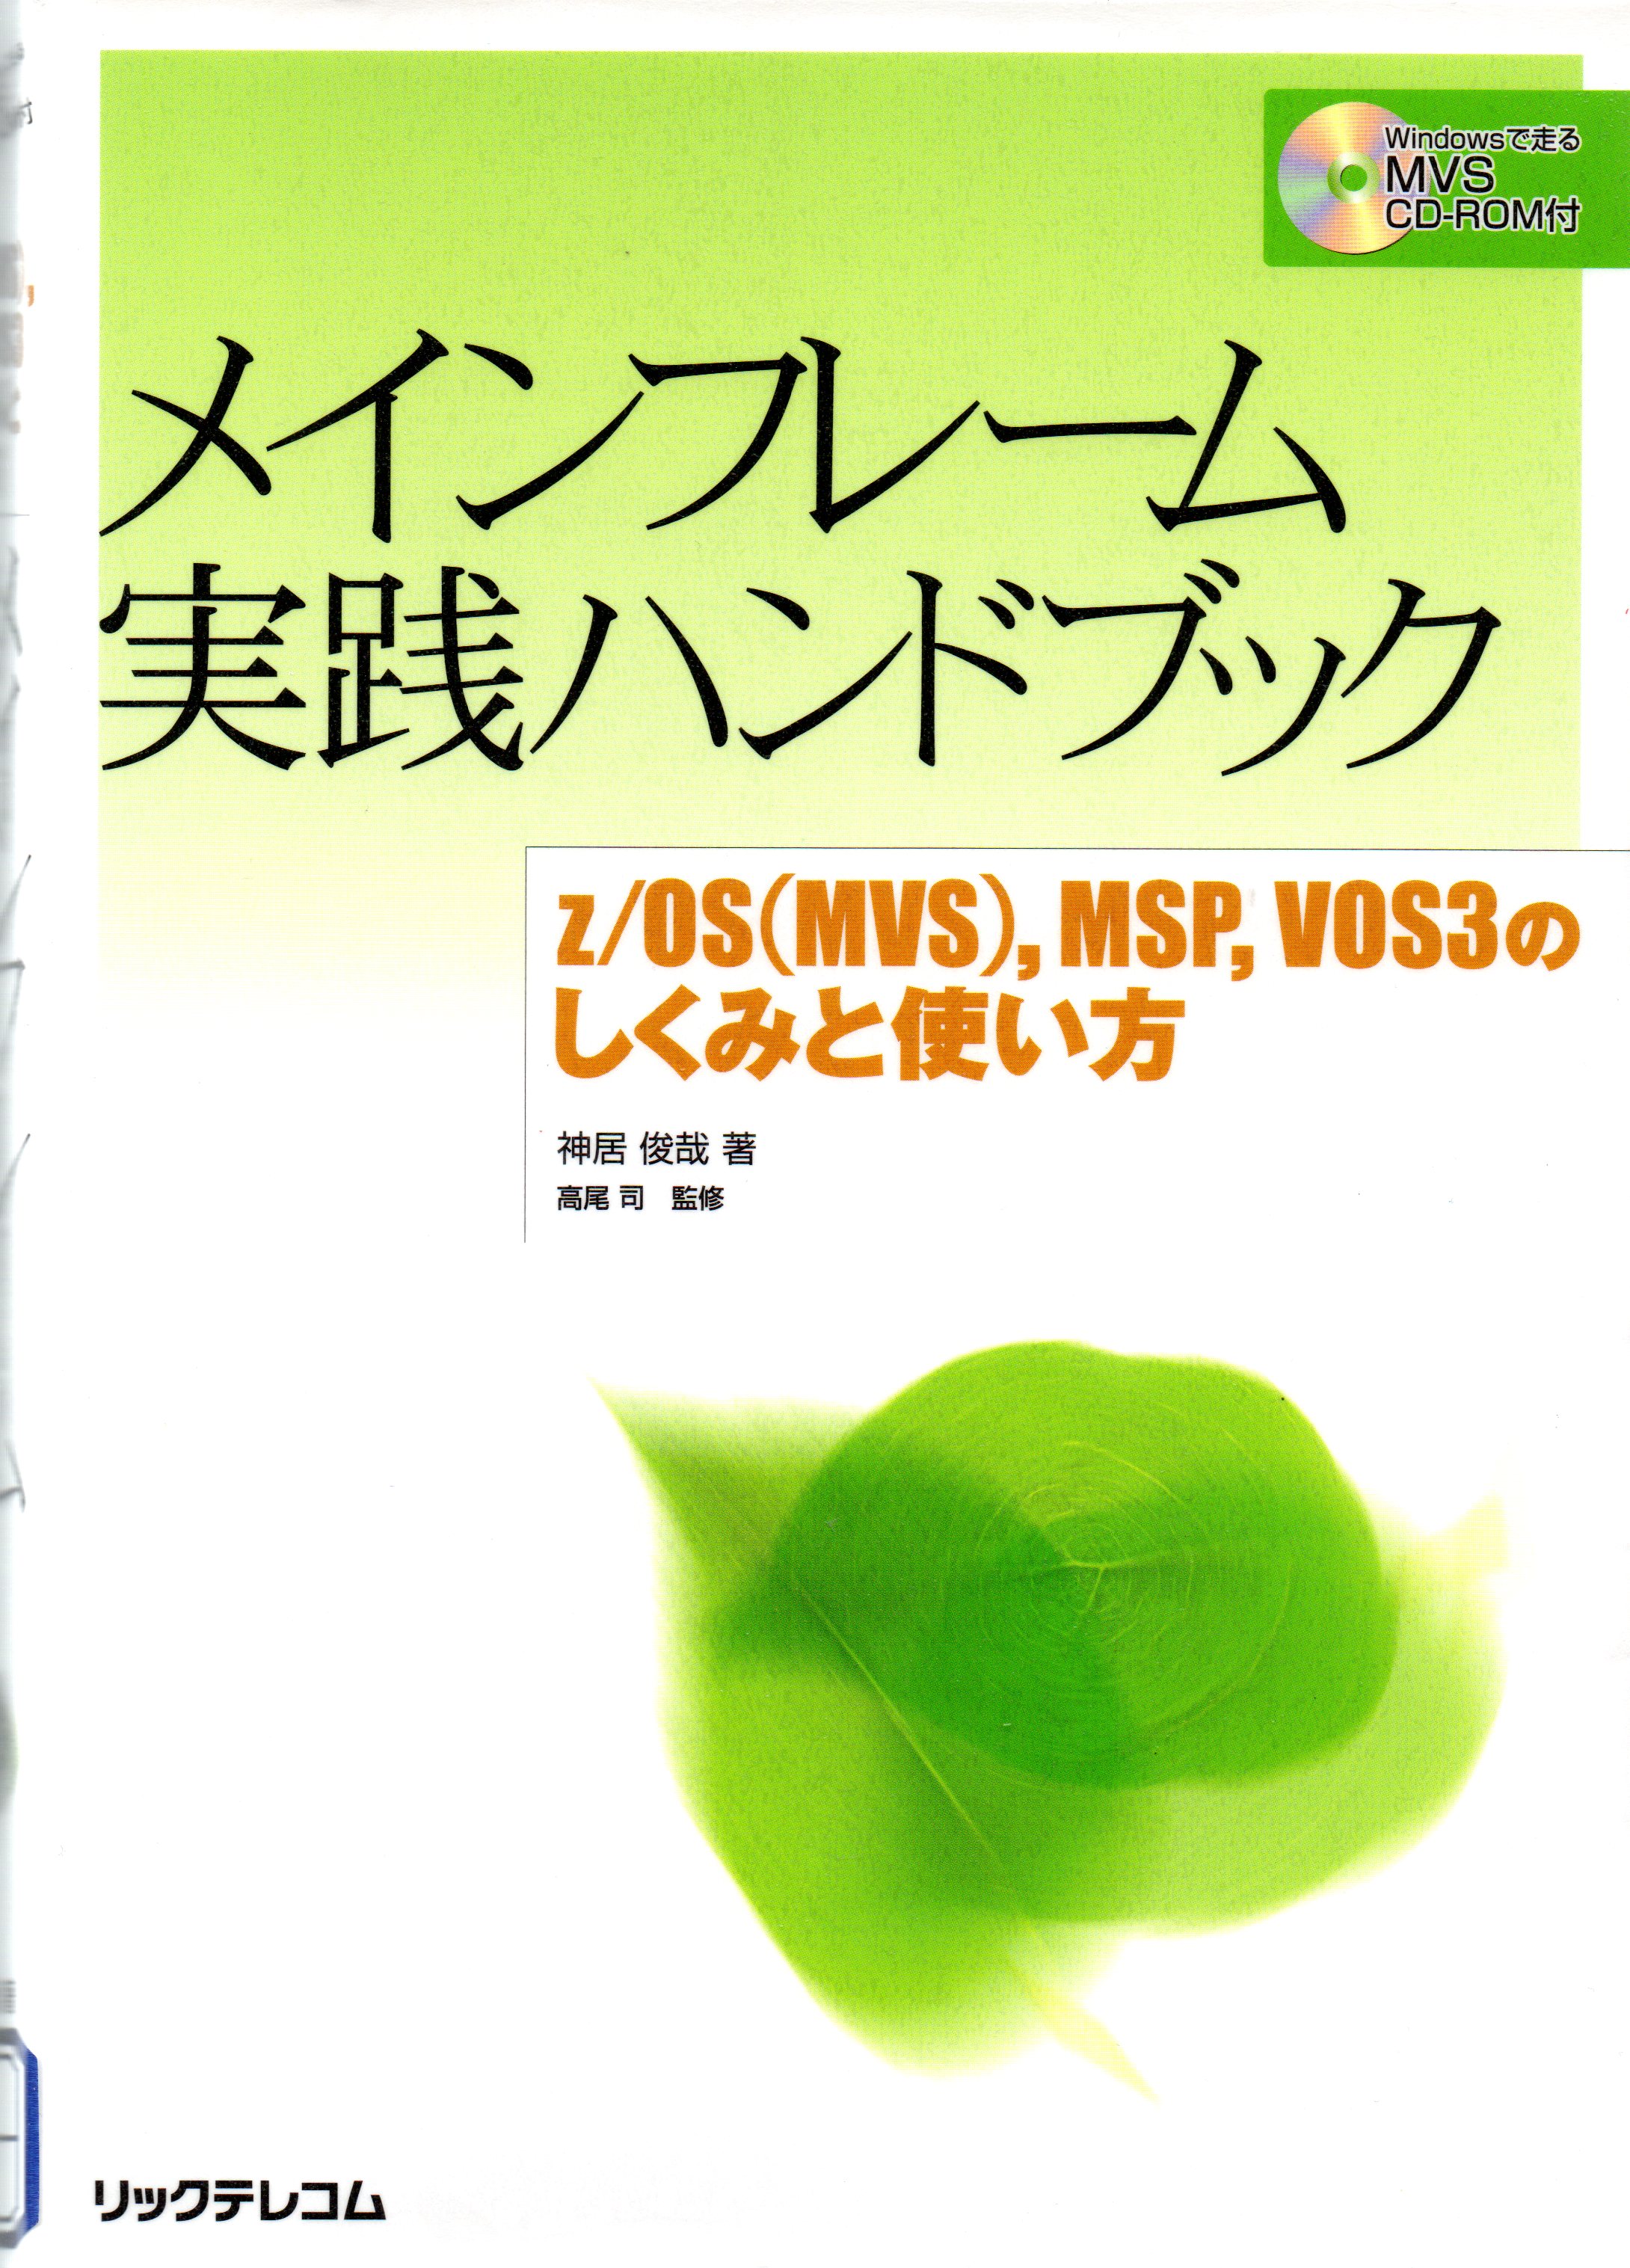 Windowsで走る
MVS
CD-ROM付
メインフレーム
実践ハンドブック
z/OS(MVS), MSP, VOS3の
しくみと使い方
神居 俊哉 著
高尾 司 監修
リックテレコム